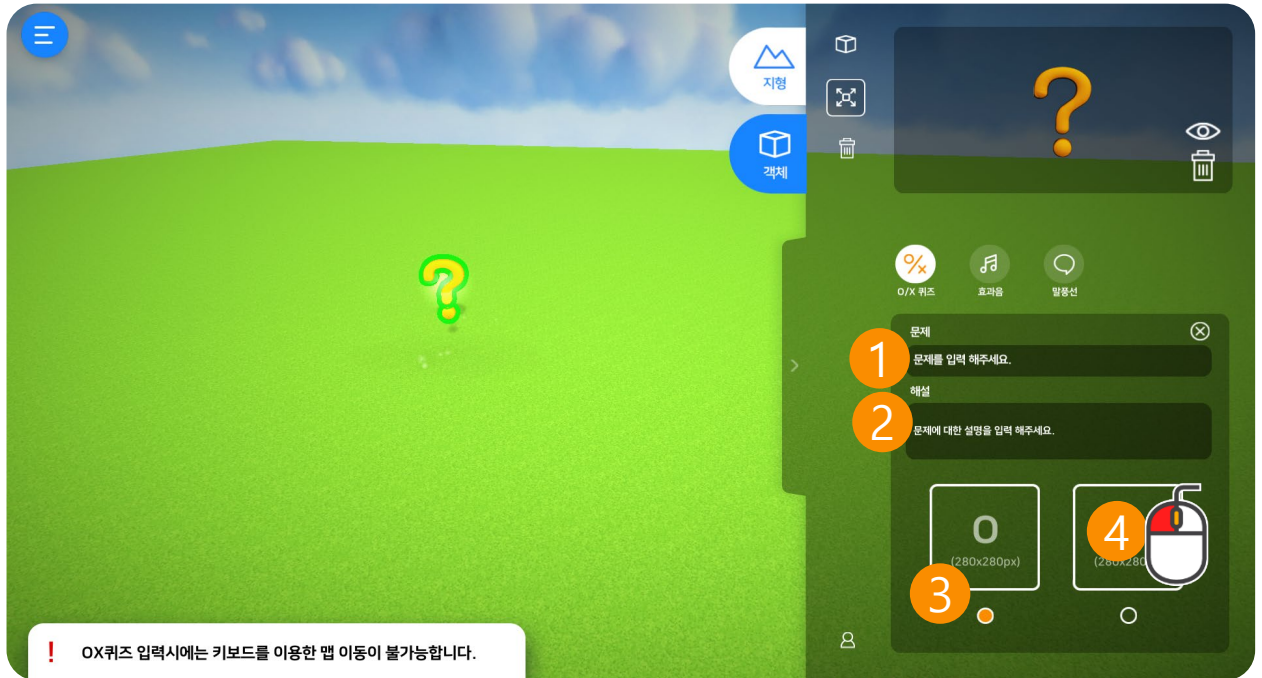 지형
객체
O/X 퀴즈
효과음
말풍선
문제
1
문제를 입력 해주세요.
해설
2
문제에 대한 설명을 입력 해주세요.
O
(280x280px)
4
(280x280
3
! OX퀴즈 입력시에는 키보드를 이용한 맵 이동이 불가능합니다.